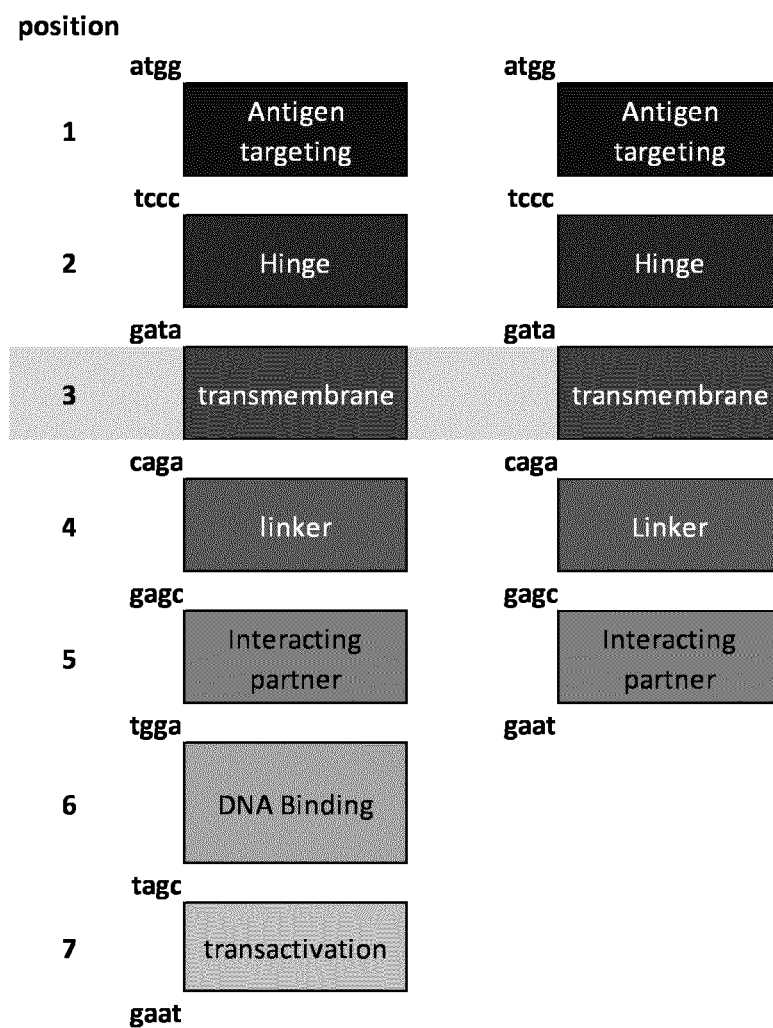 position
atgg atgg
1 Antigen targeting Antigen targeting
tccc tccc
2 Hinge Hinge
gata gata
3 transmembrane transmembrane
caga caga
4 linker Linker
gagc gagc
5 Interacting partner Interacting partner
tgga gaat
6 DNA Binding
tagc
7 transactivation
gaat